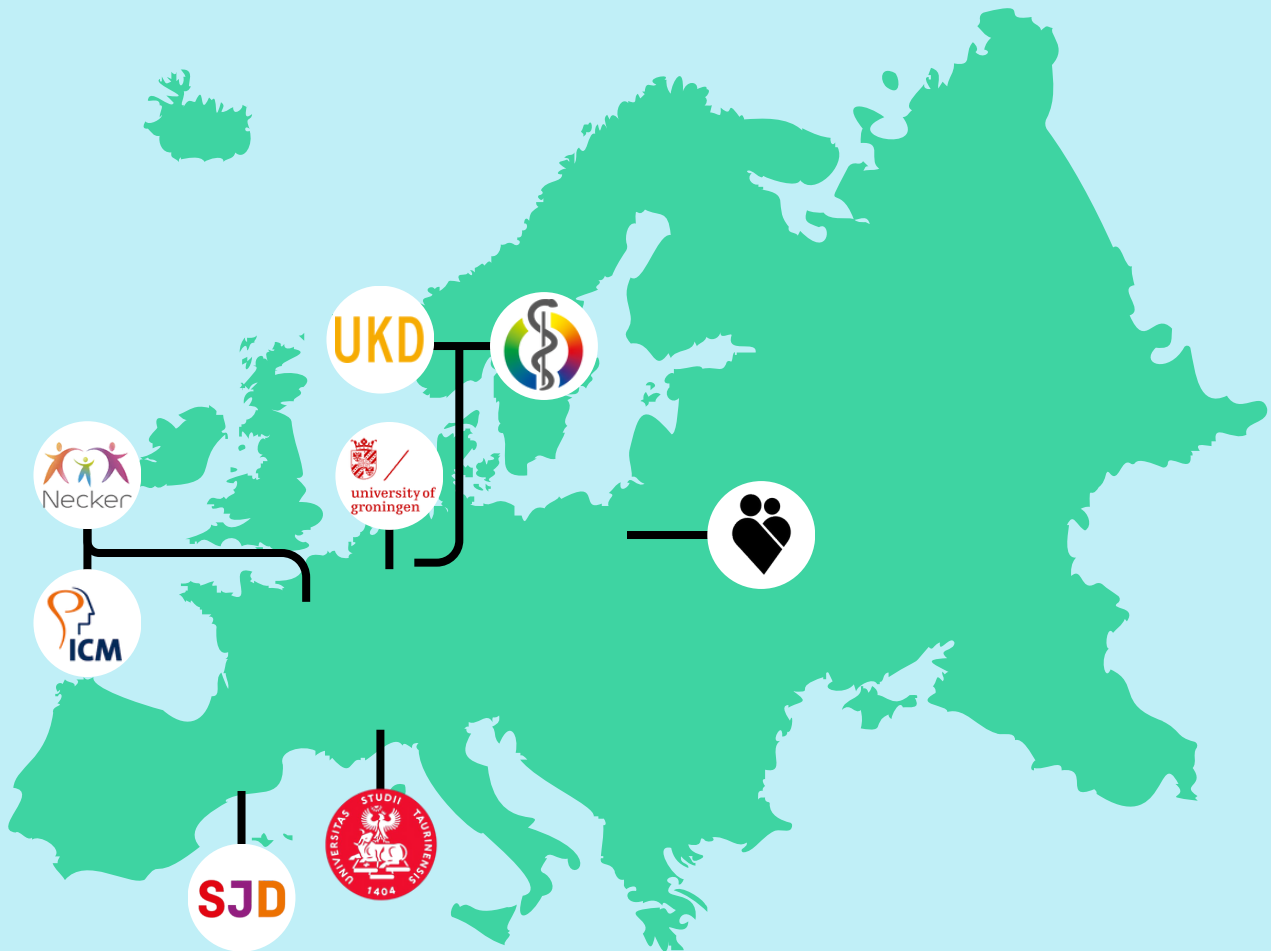 UKD
Necker
university of
groningen
ICM
UNIVERSITAS STUDII TAURINENSIS
1404
SJD